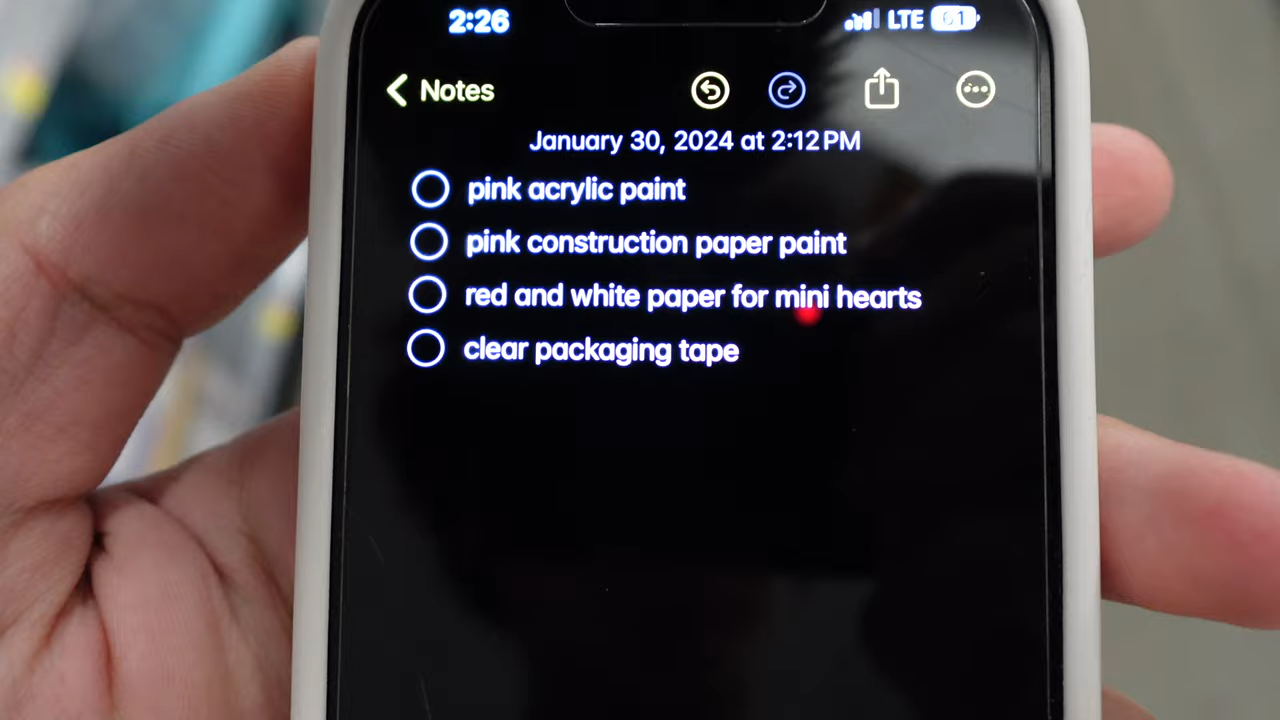 2:26 LTE 61
Notes
January 30, 2024 at 2:12 PM
pink acrylic paint
pink construction paper paint
red and white paper for mini hearts
clear packaging tape